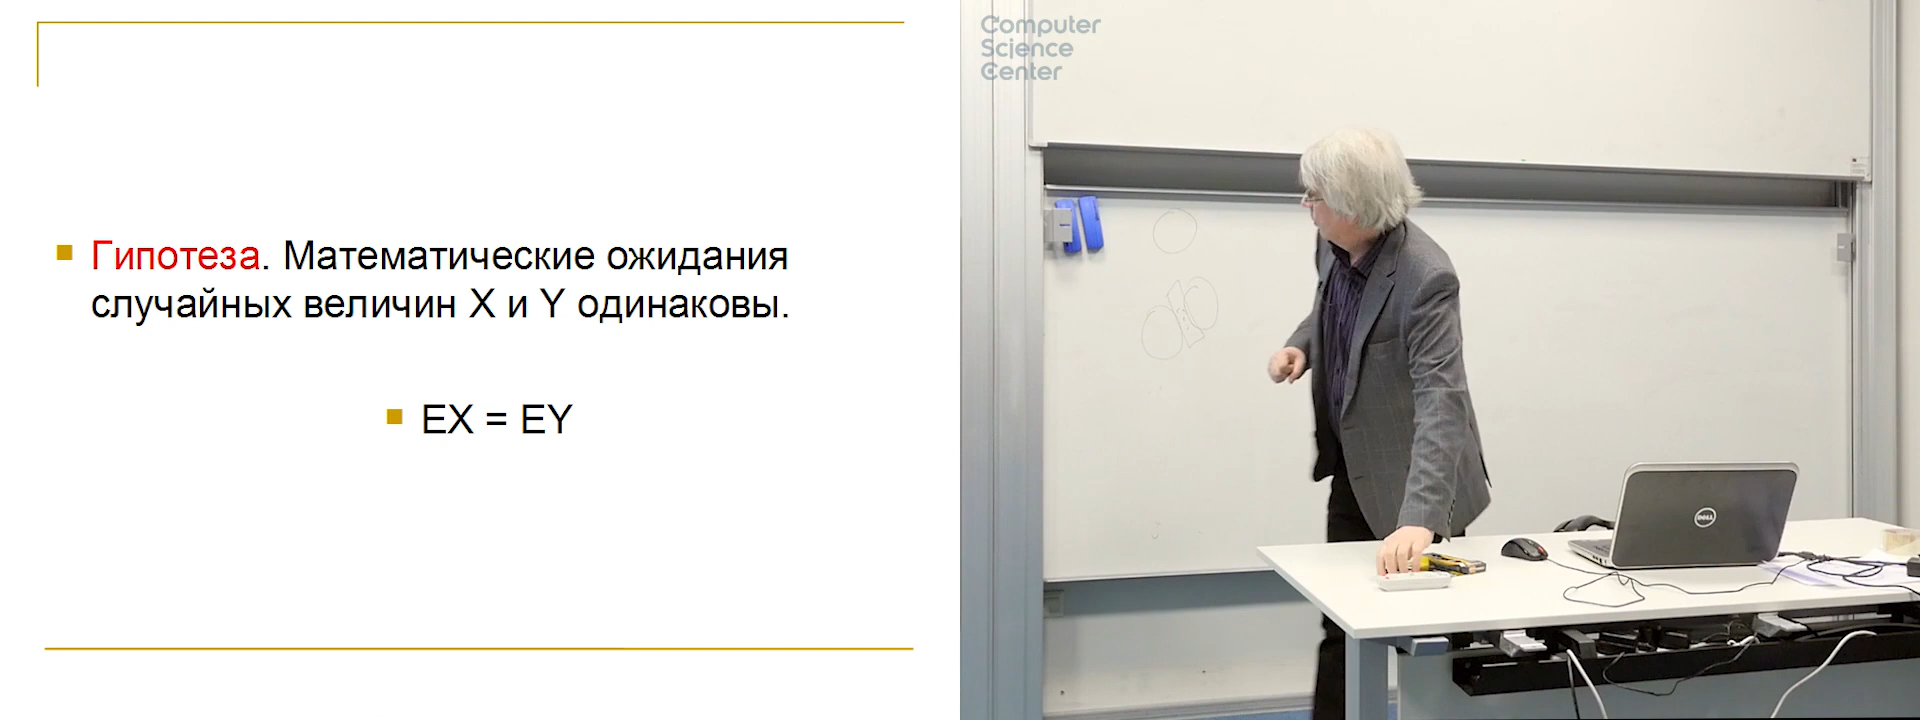 Гипотеза. Математические ожидания
случайных величин X и Y одинаковы.
EX = EY
Computer
Science
Center
DELL